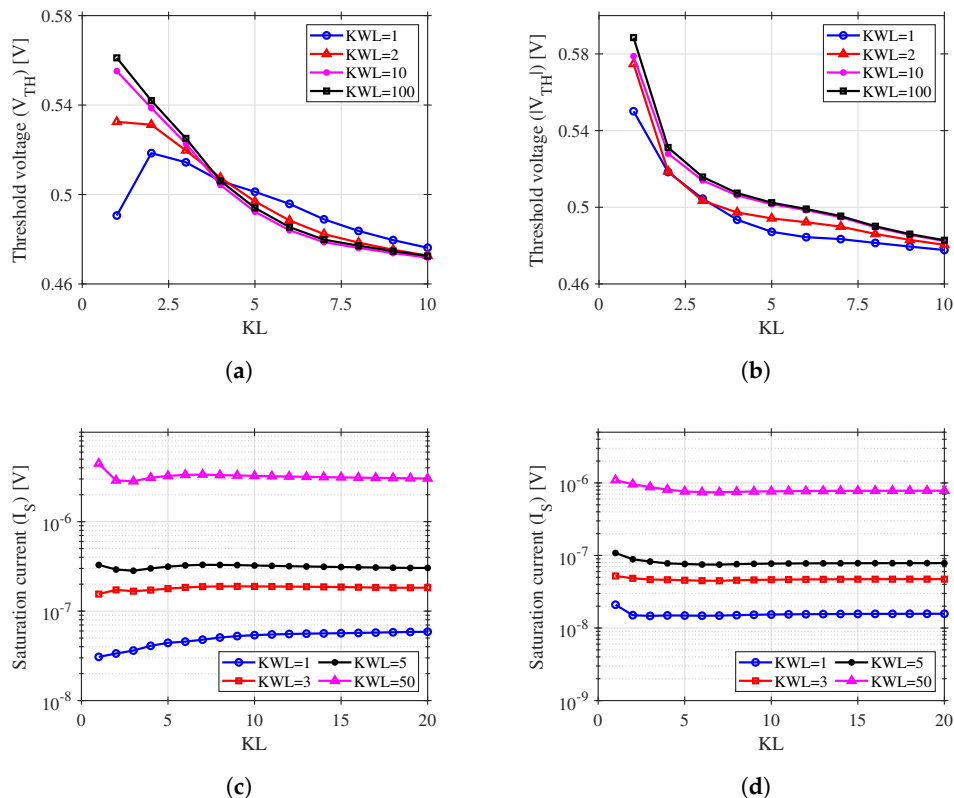 0.58
0.54
0.5
0.46
Threshold voltage (V_TH) [V]
KWL=1
KWL=2
KWL=10
KWL=100
0 2.5 5 7.5 10
KL
(a)
0.58
0.54
0.5
0.46
Threshold voltage (|V_TH|) [V]
KWL=1
KWL=2
KWL=10
KWL=100
0 2.5 5 7.5 10
KL
(b)
10^-6
10^-7
10^-8
Saturation current (I_S) [V]
KWL=1 KWL=5
KWL=3 KWL=50
0 5 10 15 20
KL
(c)
10^-6
10^-7
10^-8
10^-9
Saturation current (I_S) [V]
KWL=1 KWL=5
KWL=3 KWL=50
0 5 10 15 20
KL
(d)